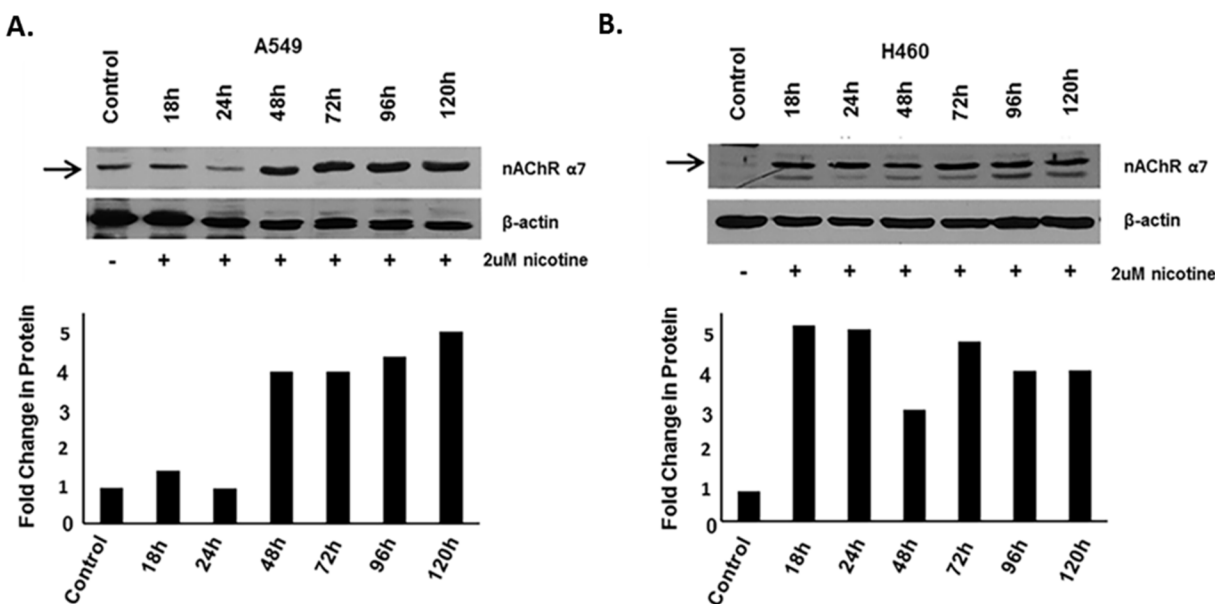 A.
A549
Control 18h 24h 48h 72h 96h 120h
nAChR α7
β-actin
- + + + + + + 2uM nicotine
Fold Change in Protein
5
4
3
2
1
0
Control 18h 24h 48h 72h 96h 120h
B.
H460
Control 18h 24h 48h 72h 96h 120h
nAChR α7
β-actin
- + + + + + + 2uM nicotine
Fold Change in Protein
5
4
3
2
1
0
Control 18h 24h 48h 72h 96h 120h